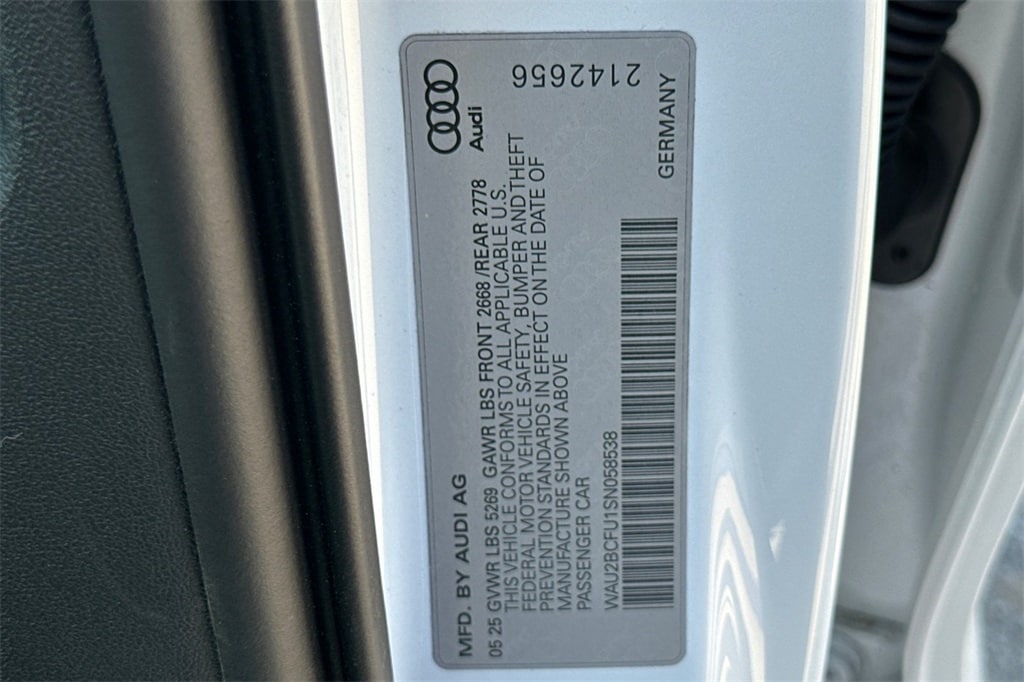 MFD. BY AUDI AG
Audi
05 25 GVWR LBS 5269 GAWR LBS FRONT 2668/REAR 2778
THIS VEHICLE CONFORMS TO ALL APPLICABLE U.S.
FEDERAL MOTOR VEHICLE SAFETY, BUMPER AND THEFT
PREVENTION STANDARDS IN EFFECT ON THE DATE OF
MANUFACTURE SHOWN ABOVE
PASSENGER CAR
WAU2BCFU1SN058538
GERMANY
2142656